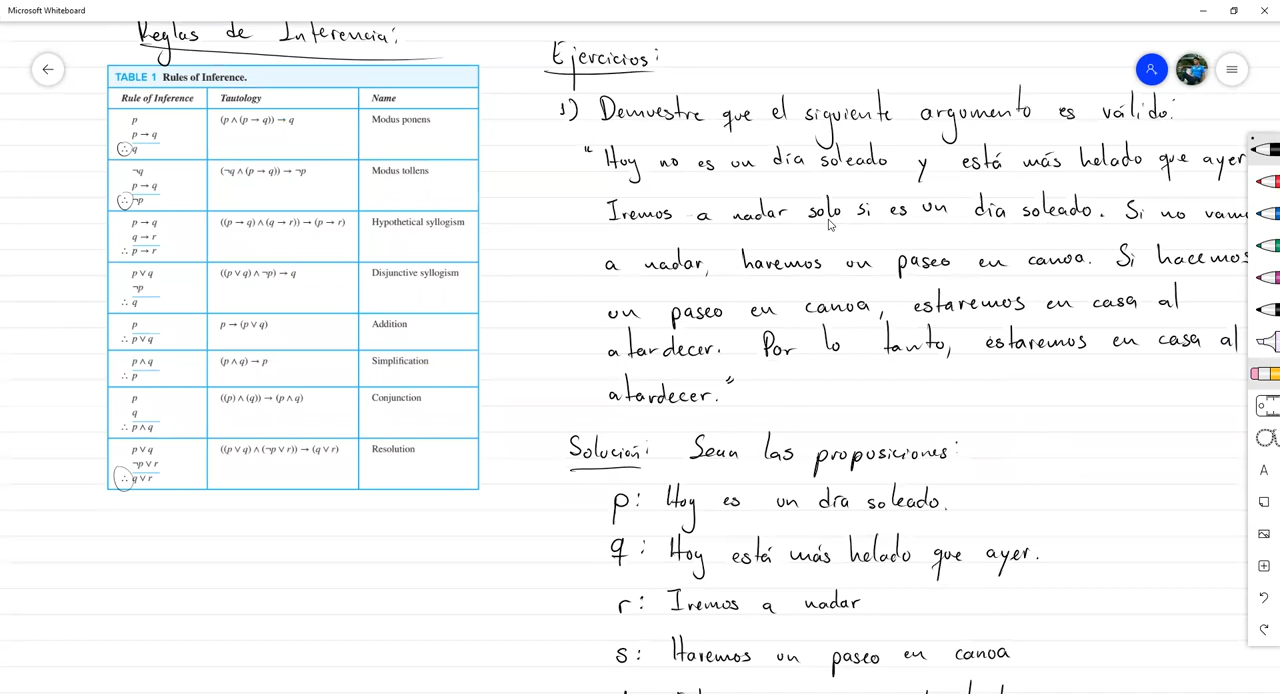 Microsoft Whiteboard
Reglas de Inferencia:
TABLE 1 Rules of Inference.
Rule of Inference Tautology Name
p
p → q
∴ q
(p ∧ (p → q)) → q
Modus ponens
¬q
p → q
∴ ¬p
(¬q ∧ (p → q)) → ¬p
Modus tollens
p → q
q → r
∴ p → r
((p → q) ∧ (q → r)) → (p → r)
Hypothetical syllogism
p ∨ q
¬p
∴ q
((p ∨ q) ∧ ¬p) → q
Disjunctive syllogism
p
∴ p ∨ q
p → (p ∨ q)
Addition
p ∧ q
∴ p
(p ∧ q) → p
Simplification
p
q
∴ p ∧ q
((p) ∧ (q)) → (p ∧ q)
Conjunction
p ∨ q
¬p ∨ r
∴ q ∨ r
((p ∨ q) ∧ (¬p ∨ r)) → (q ∨ r)
Resolution
Ejercicios:
1) Demuestre que el siguiente argumento es válido:
"Hoy no es un día soleado y está más helado que ayer
Iremos a nadar solo si es un día soleado. Si no vamo
a nadar, haremos un paseo en canoa. Si hacemos
un paseo en canoa, estaremos en casa al
atardecer. Por lo tanto, estaremos en casa al
atardecer."
Solución: Sean las proposiciones:
p: Hoy es un día soleado.
q: Hoy está más helado que ayer.
r: Iremos a nadar
s: Haremos un paseo en canoa